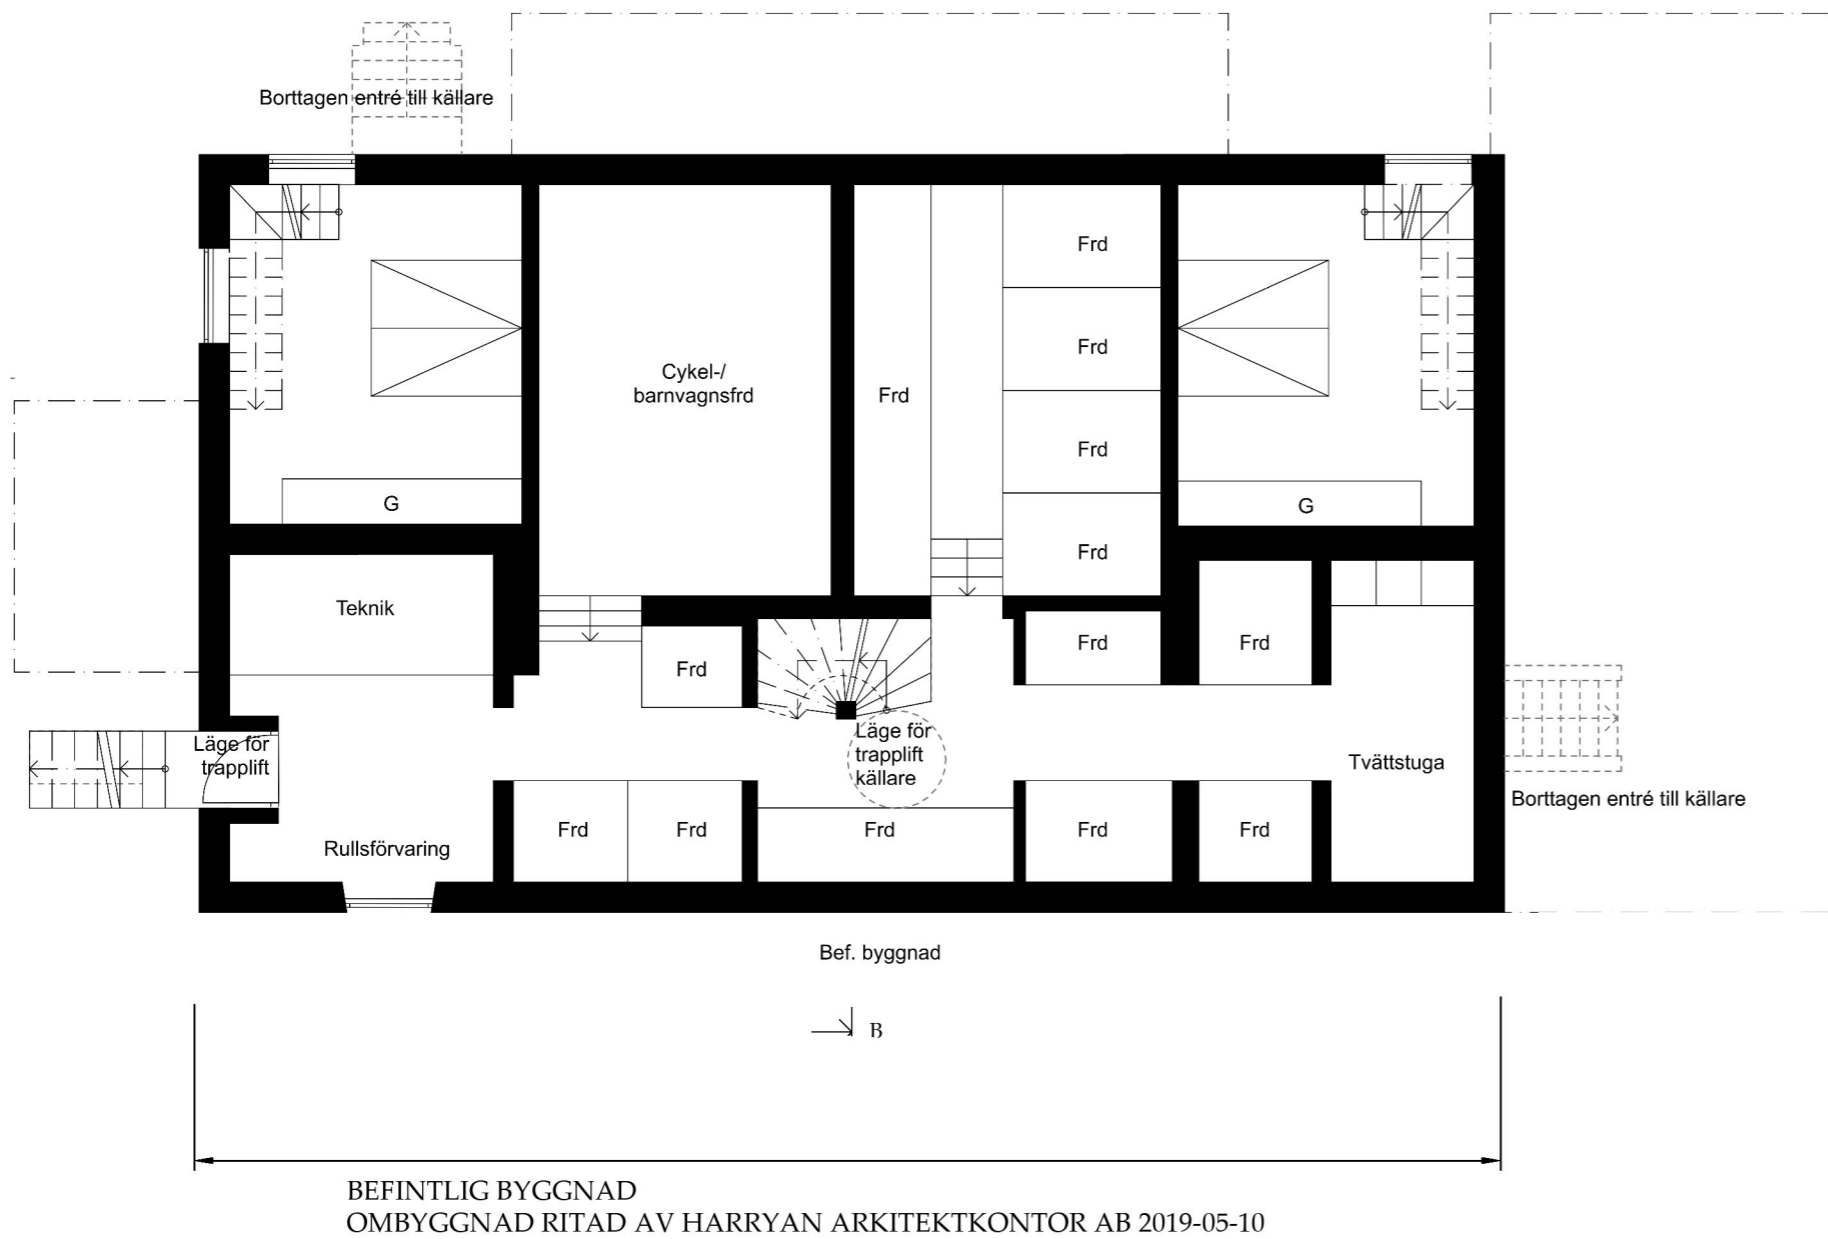 Borttagen entré till källare
Frd
Frd
Cykel-/
barnvagnsfrd
Frd
Frd
G
G
Frd
Teknik
Frd
Frd
Frd
Läge för
trapplift
Läge för
trapplift
källare
Tvättstuga
Borttagen entré till källare
Rullsförvaring
Frd
Frd
Frd
Frd
Frd
Bef. byggnad
B
BEFINTLIG BYGGNAD
OMBYGGNAD RITAD AV HARRYAN ARKITEKTKONTOR AB 2019-05-10